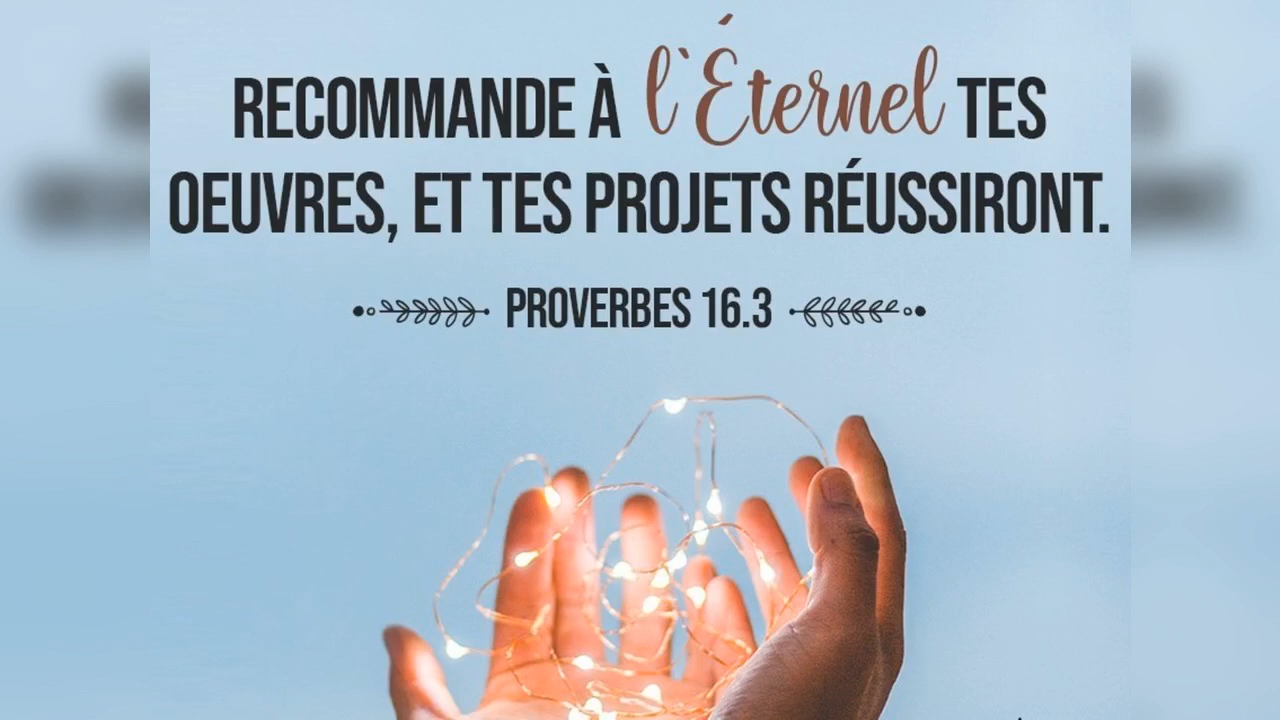 RECOMMANDE À l'Éternel TES
OEUVRES, ET TES PROJETS RÉUSSIRONT.
PROVERBES 16.3